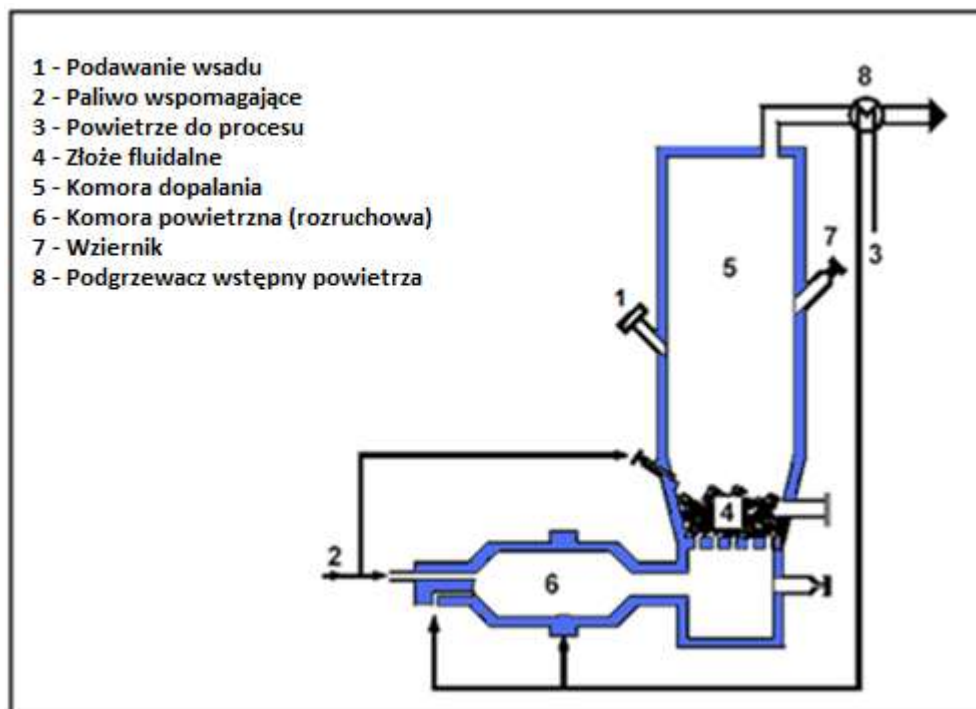 1 - Podawanie wsadu
2 - Paliwo wspomagające
3 - Powietrze do procesu
4 - Złoże fluidalne
5 - Komora dopalania
6 - Komora powietrzna (rozruchowa)
7 - Wziernik
8 - Podgrzewacz wstępny powietrza
8
7
3
5
1
4
2
6